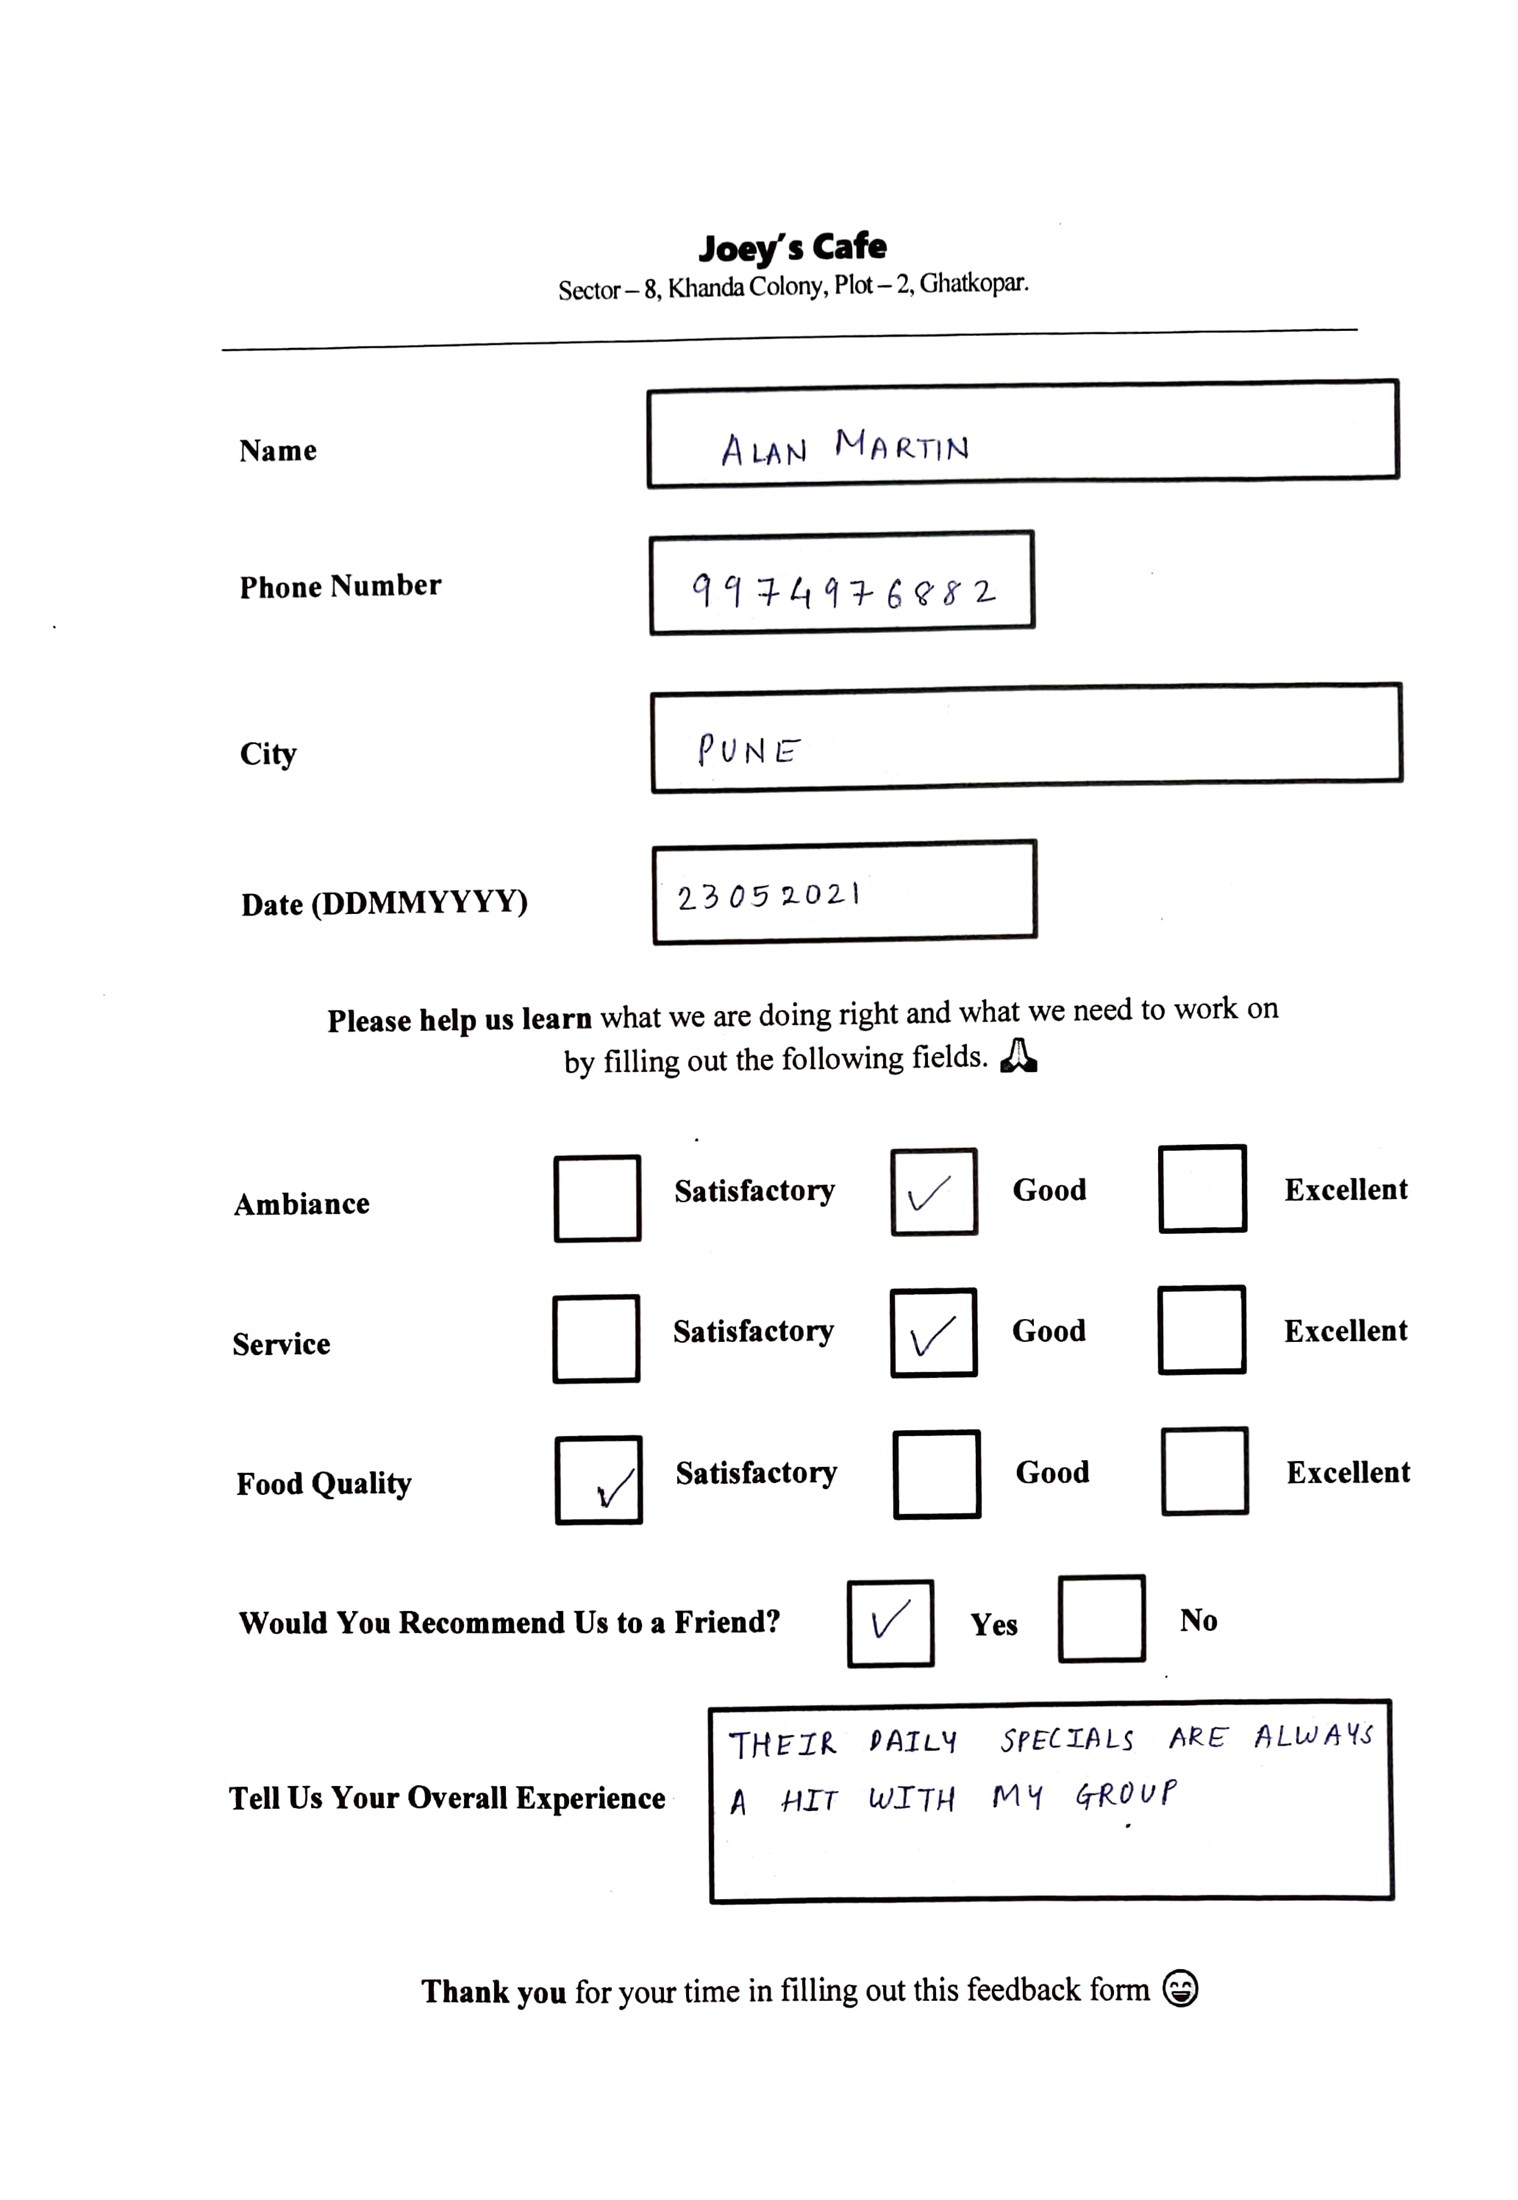 Joey's Cafe
Sector – 8, Khanda Colony, Plot – 2, Ghatkopar.
Name
ALAN MARTIN
Phone Number
9974976882
City
PUNE
Date (DDMMYYYY)
23052021
Please help us learn what we are doing right and what we need to work on
by filling out the following fields. 🙏
Ambiance Satisfactory ✓ Good Excellent
Service Satisfactory ✓ Good Excellent
Food Quality ✓ Satisfactory Good Excellent
Would You Recommend Us to a Friend? ✓ Yes No
Tell Us Your Overall Experience
THEIR DAILY SPECIALS ARE ALWAYS
A HIT WITH MY GROUP
Thank you for your time in filling out this feedback form 😄